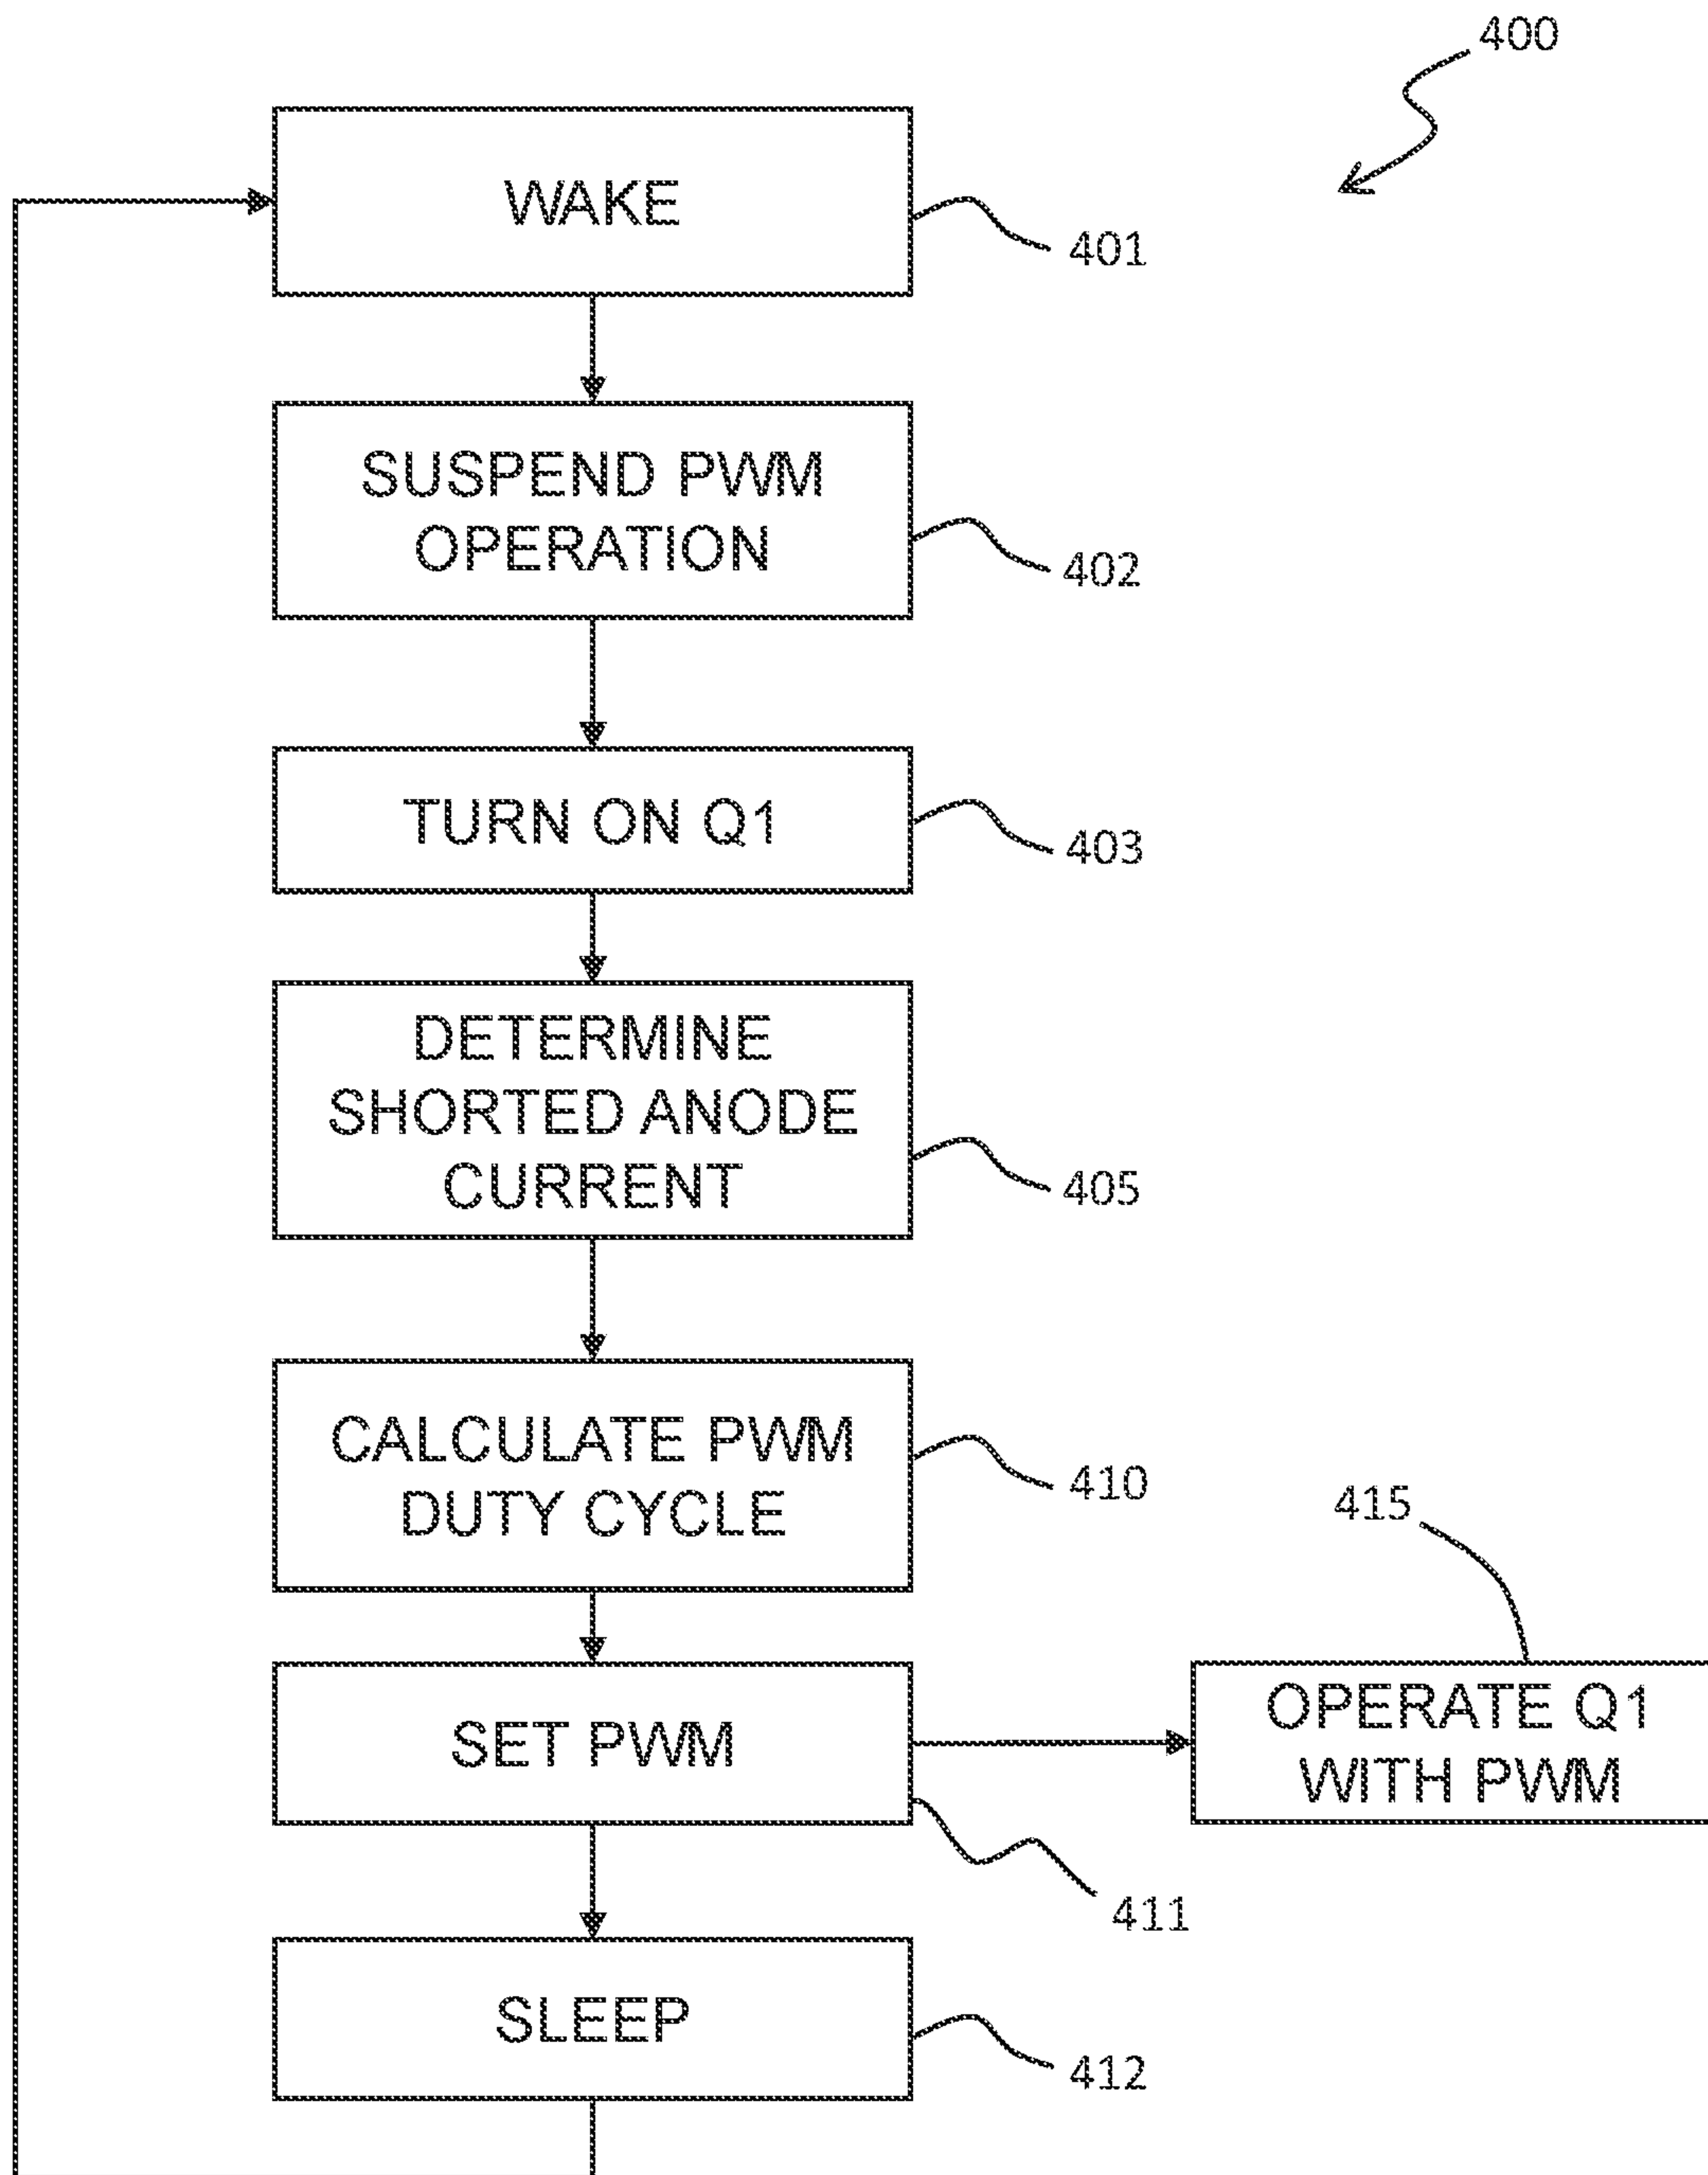 400
WAKE
401
SUSPEND PWM
OPERATION
402
TURN ON Q1
403
DETERMINE
SHORTED ANODE
CURRENT
405
CALCULATE PWM
DUTY CYCLE
410
415
SET PWM
OPERATE Q1
WITH PWM
411
SLEEP
412